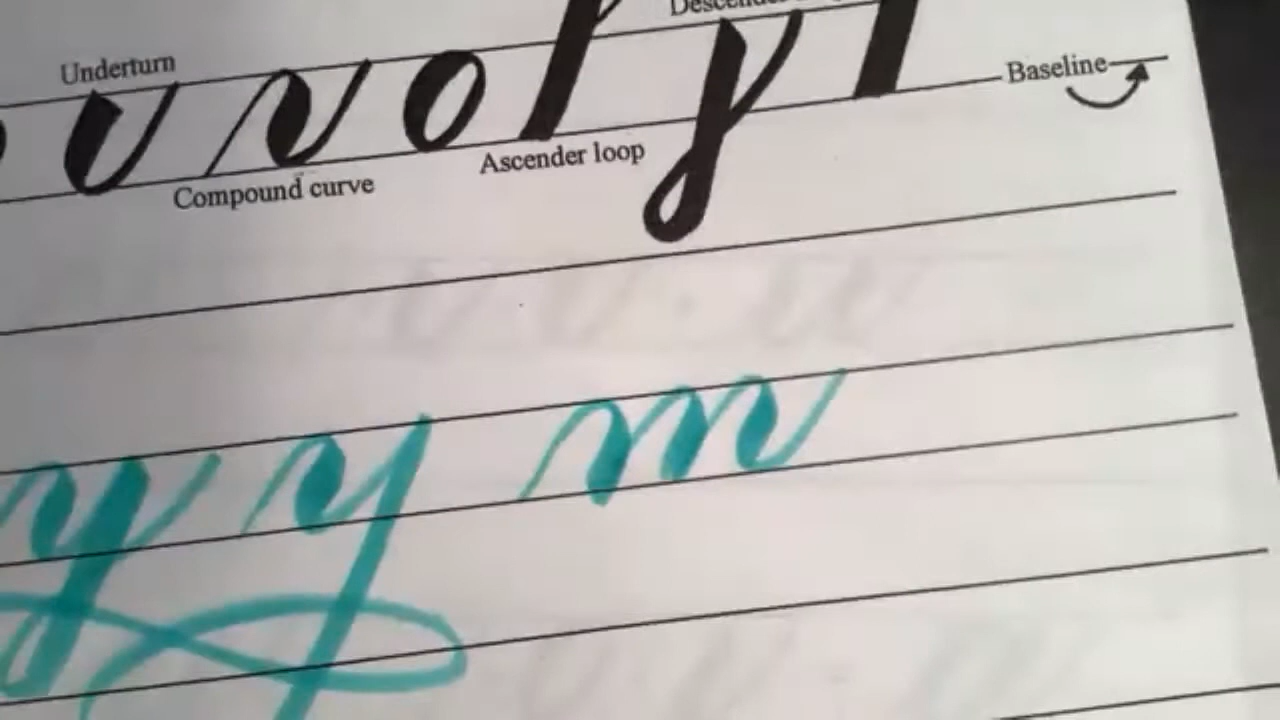 Underturn
Baseline
Compound curve
Ascender loop
y y m